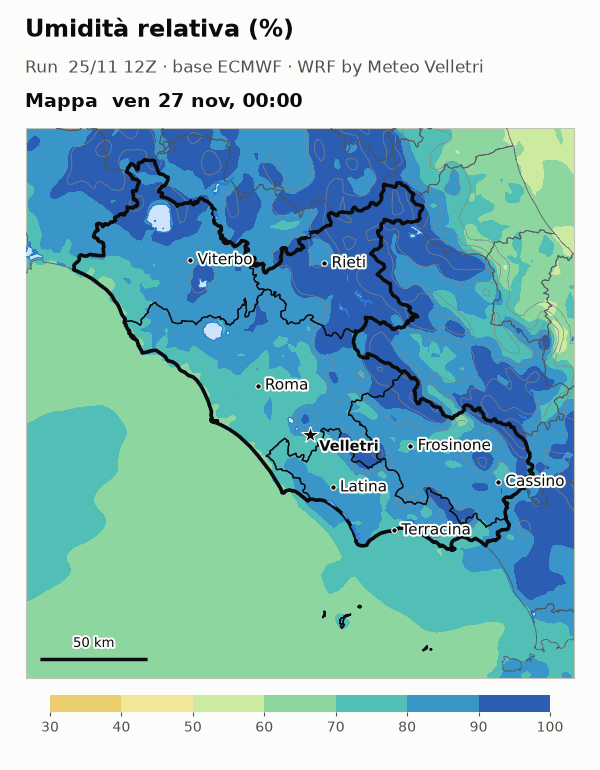 Umidità relativa (%)
Run  25/11 12Z · base ECMWF · WRF by Meteo Velletri
Mappa  ven 27 nov, 00:00
Viterbo
Rieti
Roma
Velletri
Frosinone
Cassino
Latina
Terracina
50 km
30 40 50 60 70 80 90 100